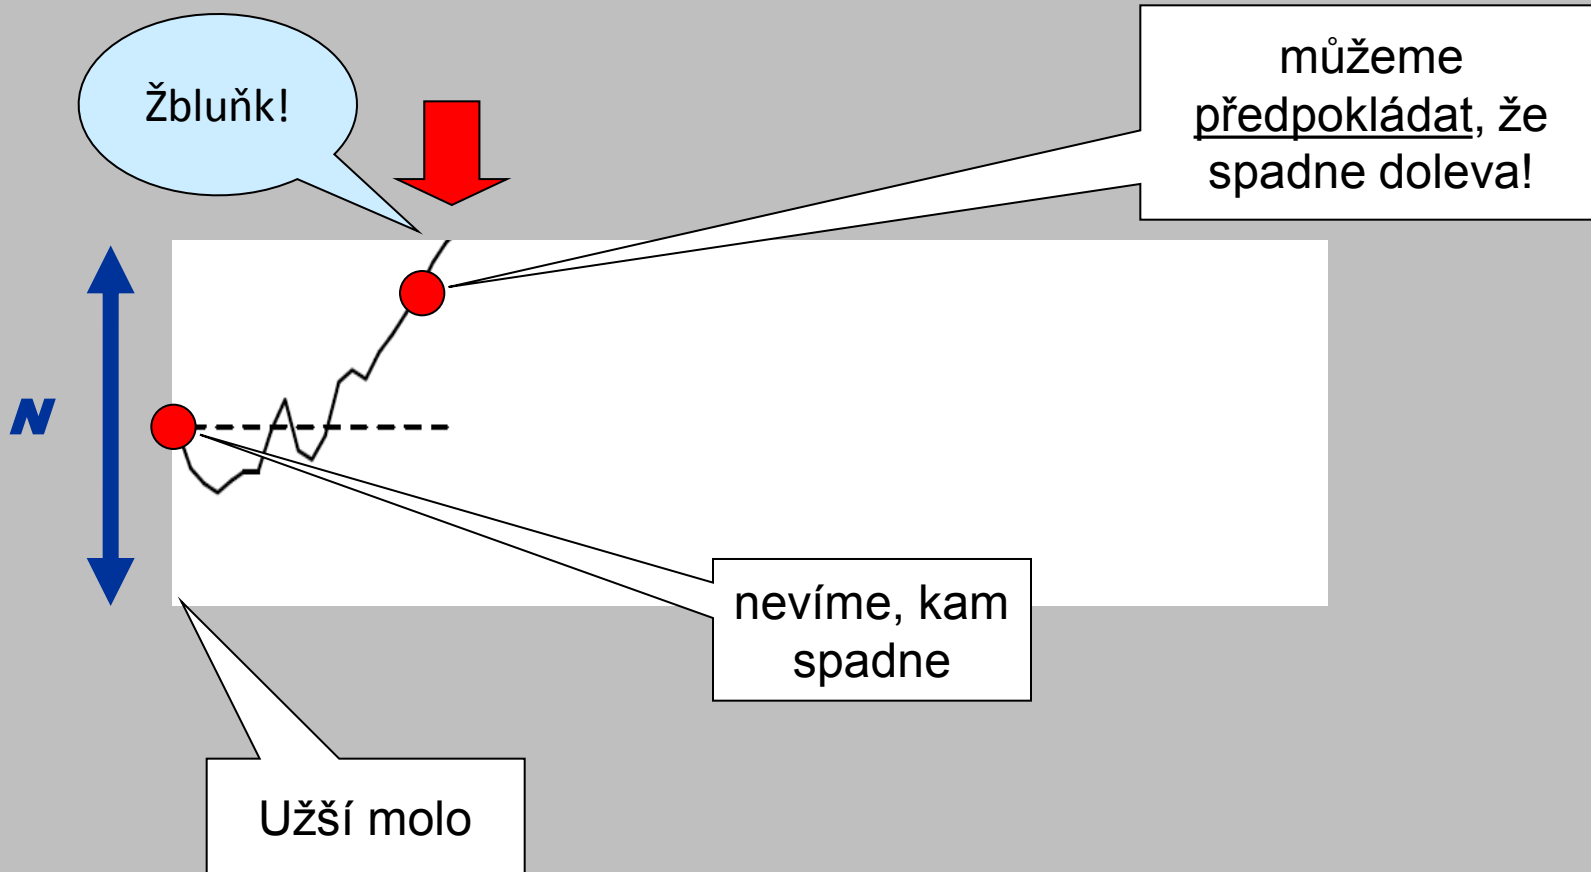 Žbluňk!
můžeme
předpokládat, že
spadne doleva!
N
nevíme, kam
spadne
Užší molo